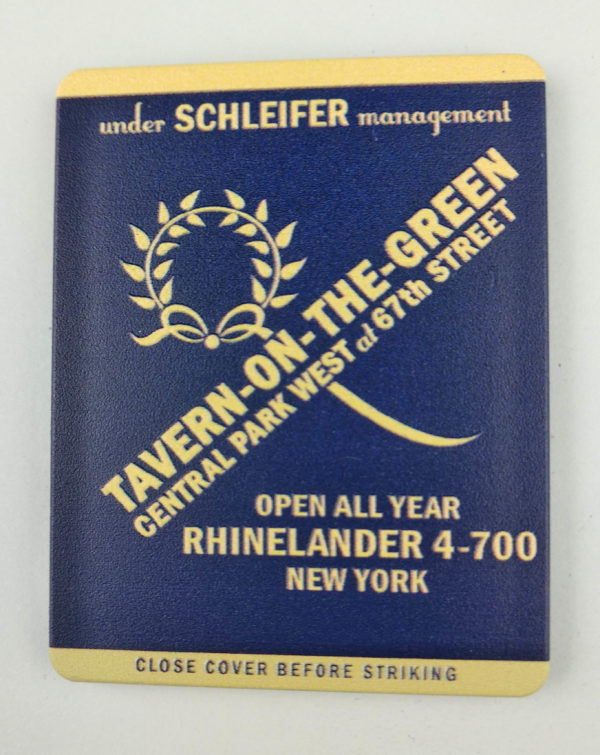 under SCHLEIFER management
TAVERN-ON-THE-GREEN
CENTRAL PARK WEST at 67th STREET
OPEN ALL YEAR
RHINELANDER 4-700
NEW YORK
CLOSE COVER BEFORE STRIKING